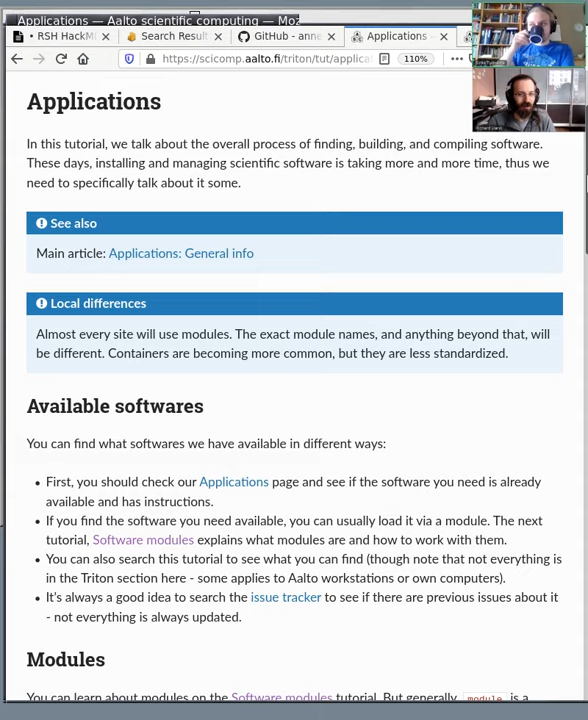 Applications — Aalto scientific computing — Moz
• RSH HackM
Search Result
GitHub - anne
Applications —
https://scicomp.aalto.fi/triton/tut/applica
110%
Applications
In this tutorial, we talk about the overall process of finding, building, and compiling software.
These days, installing and managing scientific software is taking more and more time, thus we
need to specifically talk about it some.
See also
Main article: Applications: General info
Local differences
Almost every site will use modules. The exact module names, and anything beyond that, will
be different. Containers are becoming more common, but they are less standardized.
Available softwares
You can find what softwares we have available in different ways:
• First, you should check our Applications page and see if the software you need is already
available and has instructions.
• If you find the software you need available, you can usually load it via a module. The next
tutorial, Software modules explains what modules are and how to work with them.
• You can also search this tutorial to see what you can find (though note that not everything is
in the Triton section here - some applies to Aalto workstations or own computers).
• It's always a good idea to search the issue tracker to see if there are previous issues about it
- not everything is always updated.
Modules
You can learn about modules on the Software modules tutorial. But generally, module is a